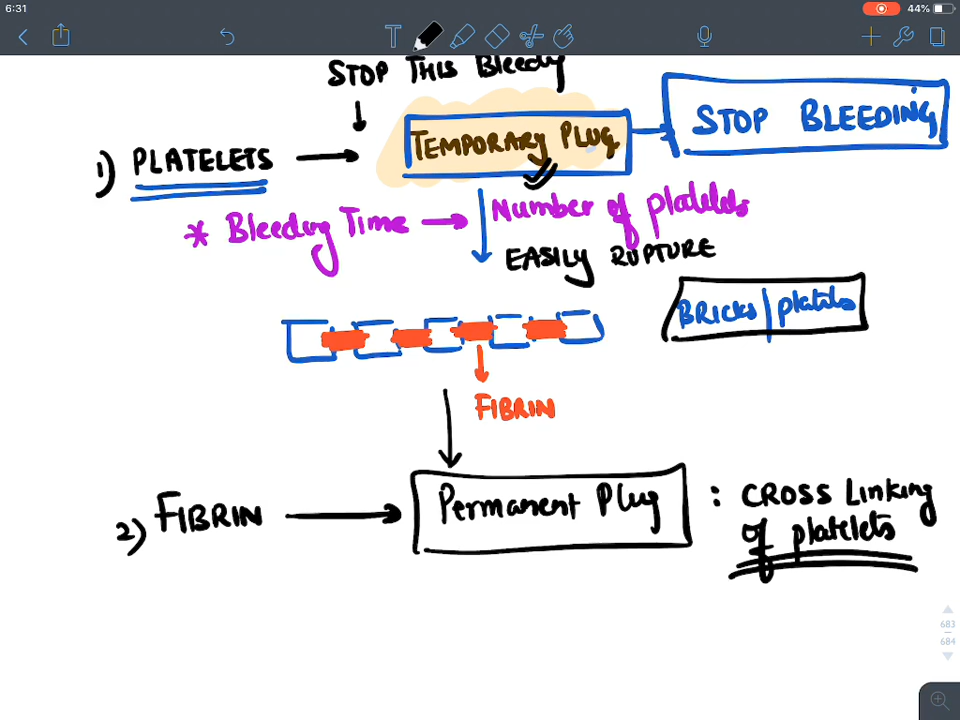 6:31
44%
T
STOP THIS Bleedy
1) PLATELETS → TEMPORARY PLUG → STOP BLEEDING
* Bleeding Time → Number of platelets
EASILY RUPTURE
BRICKS | platelets
FIBRIN
2) FIBRIN → Permanent Plug : CROSS Linking
of platelets
683
684